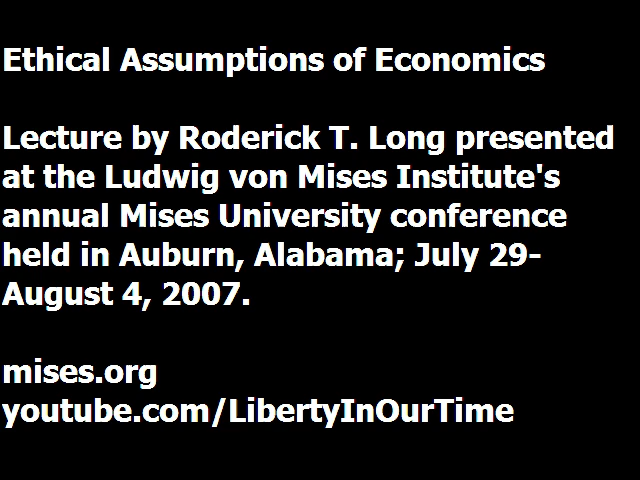 Ethical Assumptions of Economics
Lecture by Roderick T. Long presented
at the Ludwig von Mises Institute's
annual Mises University conference
held in Auburn, Alabama; July 29-
August 4, 2007.
mises.org
youtube.com/LibertyInOurTime